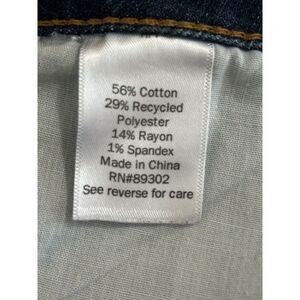 56% Cotton
29% Recycled
Polyester
14% Rayon
1% Spandex
Made in China
RN#89302
See reverse for care